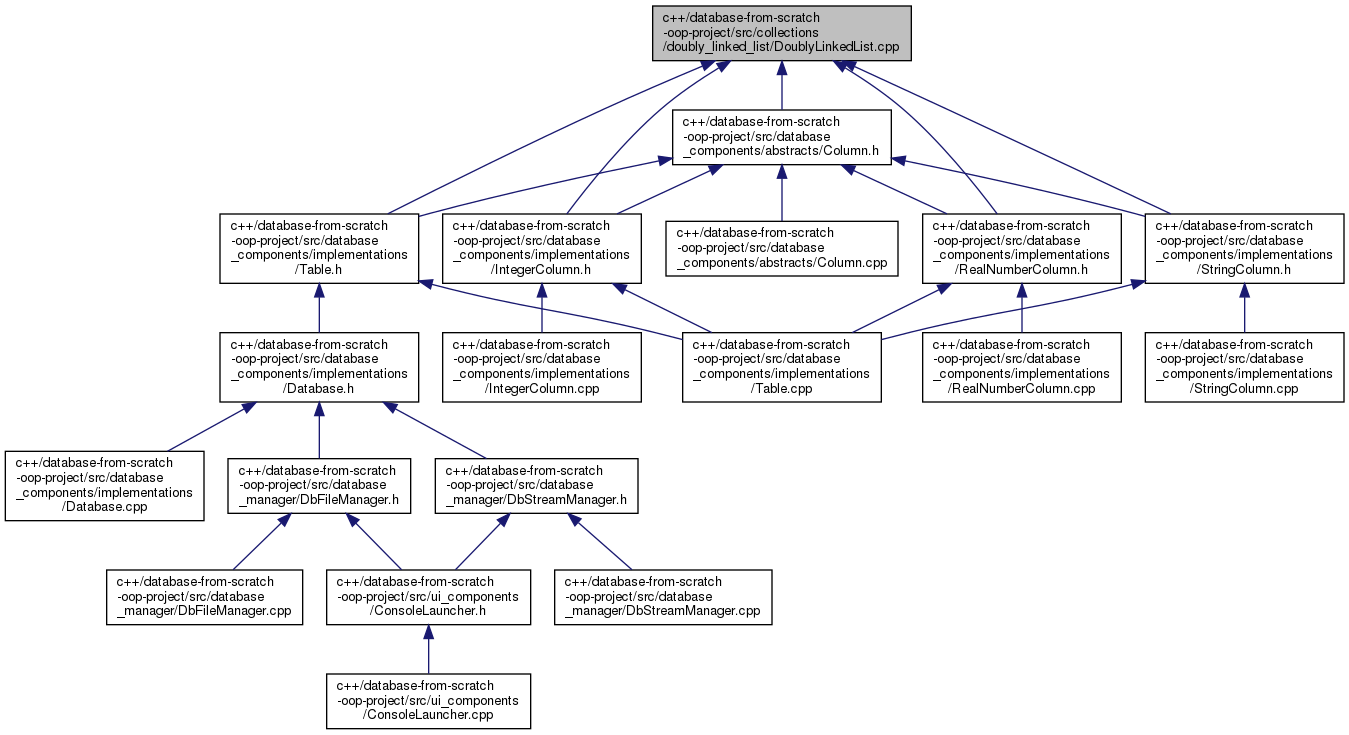 c++/database-from-scratch
-oop-project/src/collections
/doubly_linked_list/DoublyLinkedList.cpp
c++/database-from-scratch
-oop-project/src/database
_components/abstracts/Column.h
c++/database-from-scratch
-oop-project/src/database
_components/implementations
/Table.h
c++/database-from-scratch
-oop-project/src/database
_components/implementations
/IntegerColumn.h
c++/database-from-scratch
-oop-project/src/database
_components/abstracts/Column.cpp
c++/database-from-scratch
-oop-project/src/database
_components/implementations
/RealNumberColumn.h
c++/database-from-scratch
-oop-project/src/database
_components/implementations
/StringColumn.h
c++/database-from-scratch
-oop-project/src/database
_components/implementations
/Database.h
c++/database-from-scratch
-oop-project/src/database
_components/implementations
/IntegerColumn.cpp
c++/database-from-scratch
-oop-project/src/database
_components/implementations
/Table.cpp
c++/database-from-scratch
-oop-project/src/database
_components/implementations
/RealNumberColumn.cpp
c++/database-from-scratch
-oop-project/src/database
_components/implementations
/StringColumn.cpp
c++/database-from-scratch
-oop-project/src/database
_components/implementations
/Database.cpp
c++/database-from-scratch
-oop-project/src/database
_manager/DbFileManager.h
c++/database-from-scratch
-oop-project/src/database
_manager/DbStreamManager.h
c++/database-from-scratch
-oop-project/src/database
_manager/DbFileManager.cpp
c++/database-from-scratch
-oop-project/src/ui_components
/ConsoleLauncher.h
c++/database-from-scratch
-oop-project/src/database
_manager/DbStreamManager.cpp
c++/database-from-scratch
-oop-project/src/ui_components
/ConsoleLauncher.cpp